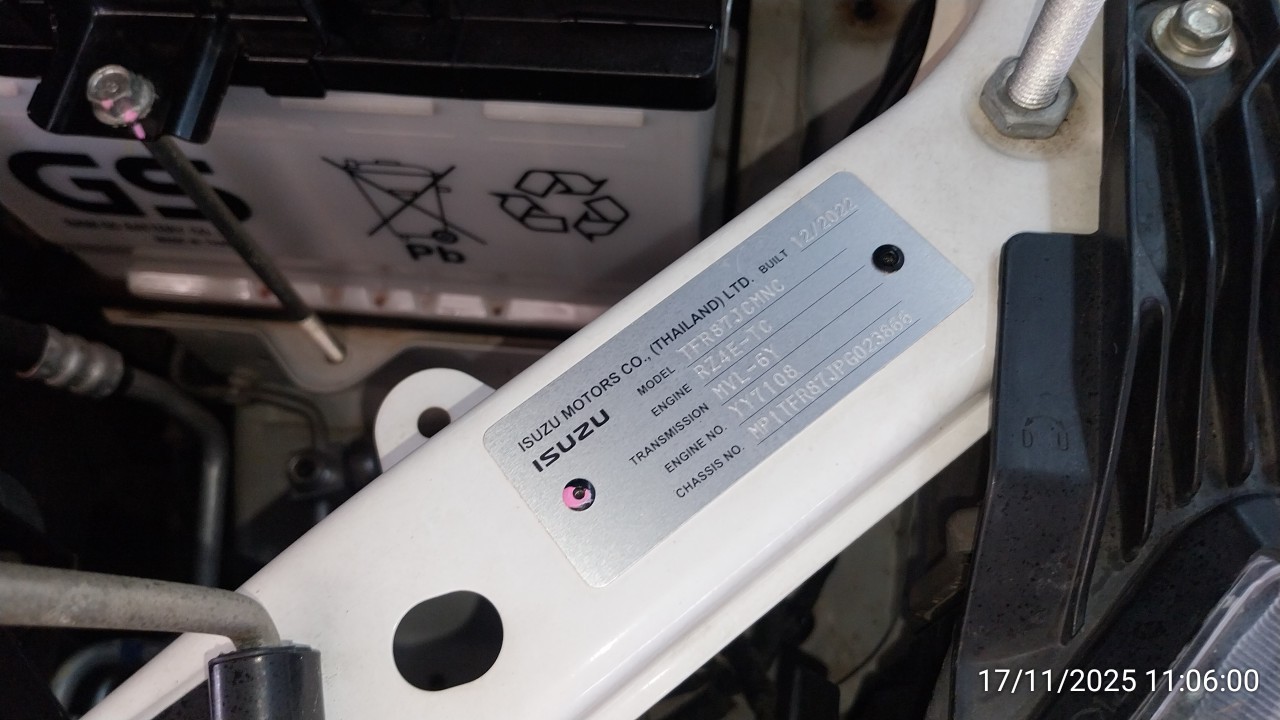 GS
Pb
ISUZU MOTORS CO., (THAILAND) LTD. BUILT 12/2022
ISUZU
MODEL TFR87JCMNC
ENGINE RZ4E-TC
TRANSMISSION MVL-6Y
ENGINE NO. YY7108
CHASSIS NO. MP1TFR87JPG023866
17/11/2025 11:06:00